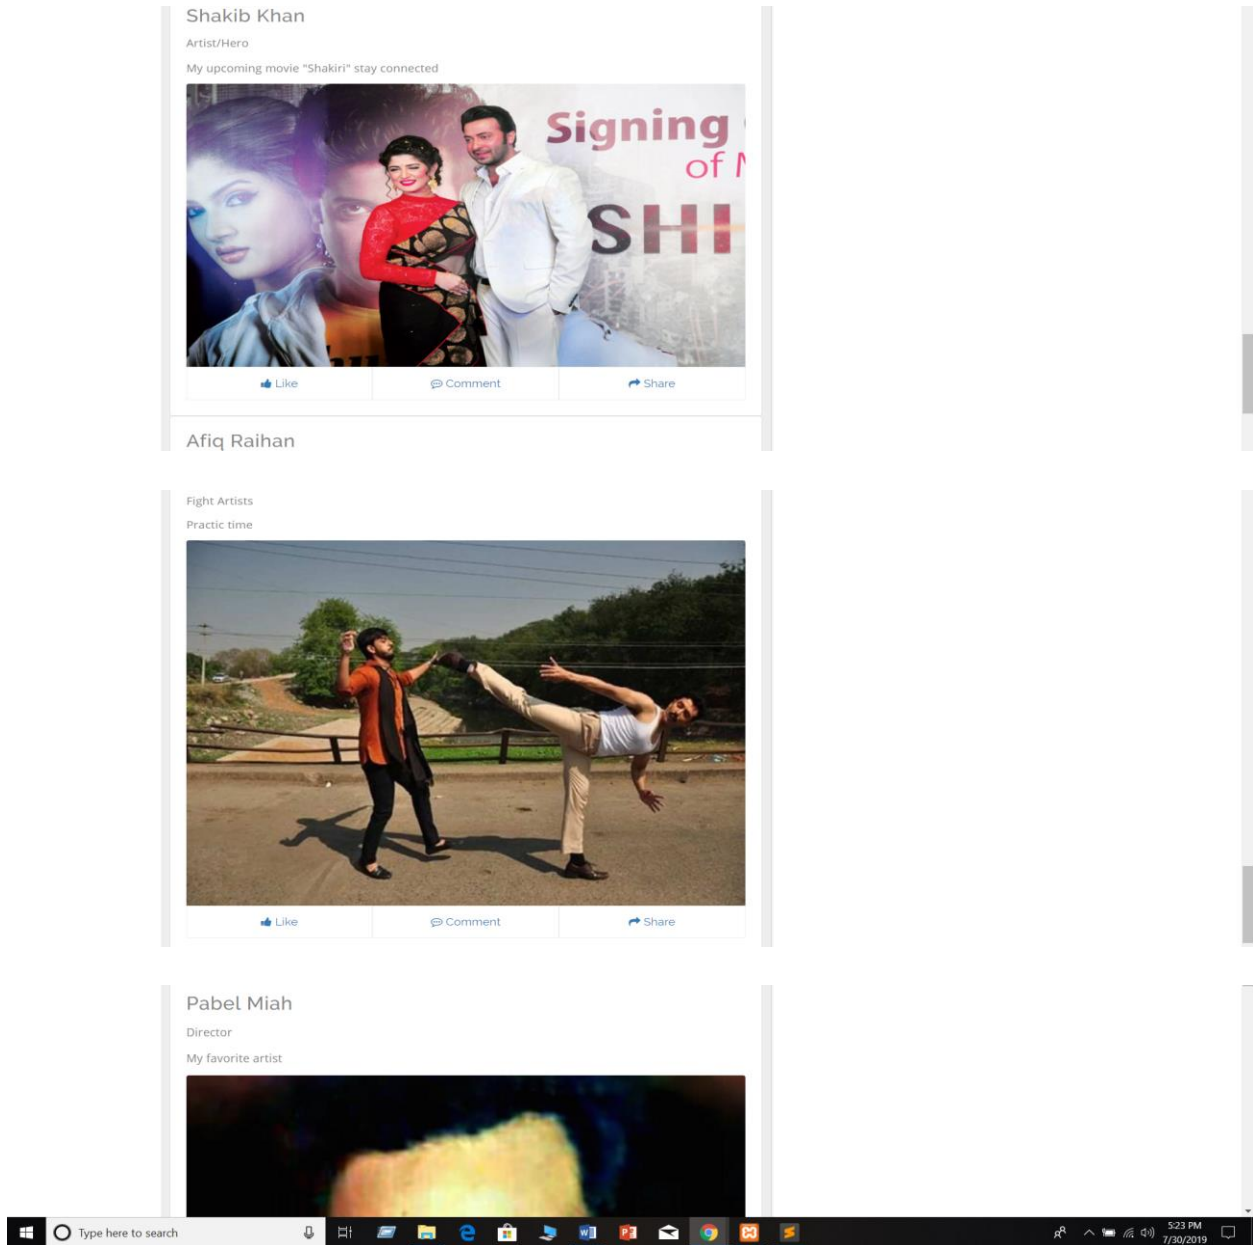 Shakib Khan
Artist/Hero
My upcoming movie "Shakiri" stay connected
Signing
of
SHI
Like Comment Share
Afiq Raihan
Fight Artists
Practic time
Like Comment Share
Pabel Miah
Director
My favorite artist
Type here to search
5:23 PM
7/30/2019